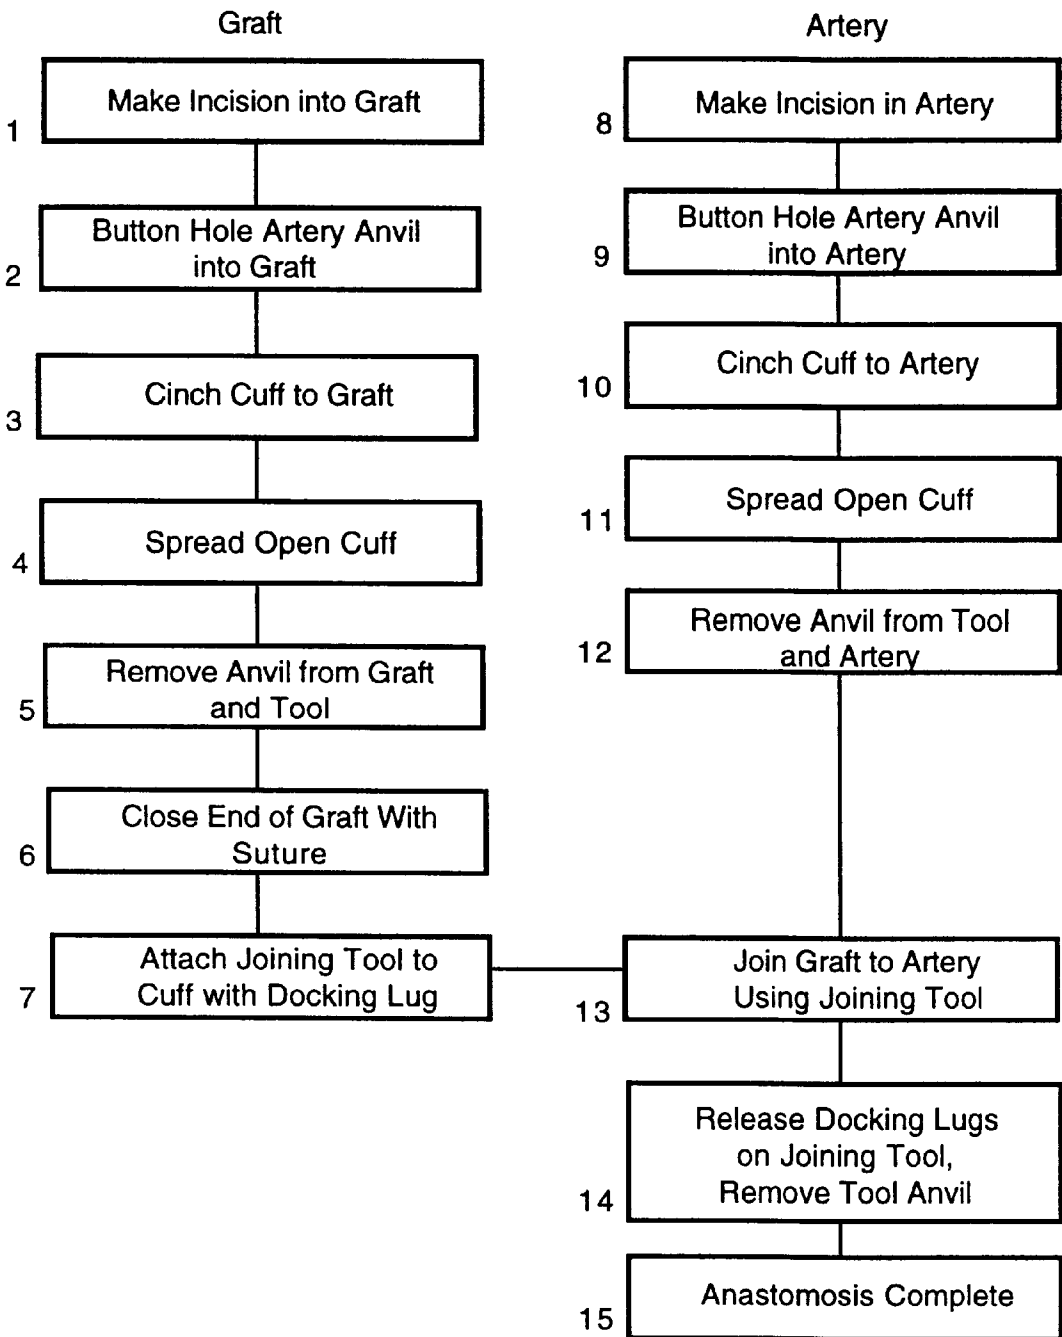 Graft
Make Incision into Graft
1
Button Hole Artery Anvil
into Graft
2
Cinch Cuff to Graft
3
Spread Open Cuff
4
Remove Anvil from Graft
and Tool
5
Close End of Graft With
Suture
6
Attach Joining Tool to
Cuff with Docking Lug
7
Artery
Make Incision in Artery
8
Button Hole Artery Anvil
into Artery
9
Cinch Cuff to Artery
10
Spread Open Cuff
11
Remove Anvil from Tool
and Artery
12
Join Graft to Artery
Using Joining Tool
13
Release Docking Lugs
on Joining Tool,
Remove Tool Anvil
14
Anastomosis Complete
15